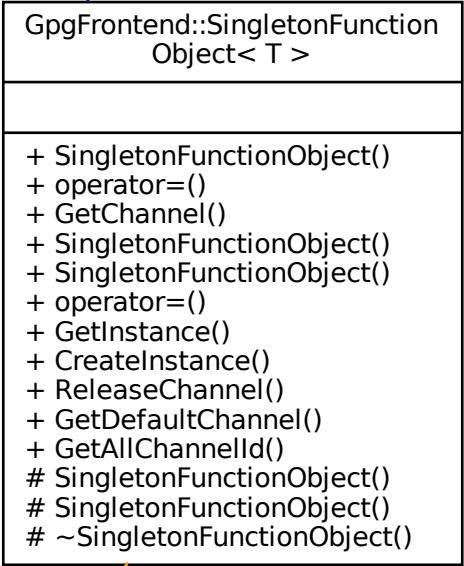 GpgFrontend::SingletonFunction
Object< T >
+ SingletonFunctionObject()
+ operator=()
+ GetChannel()
+ SingletonFunctionObject()
+ SingletonFunctionObject()
+ operator=()
+ GetInstance()
+ CreateInstance()
+ ReleaseChannel()
+ GetDefaultChannel()
+ GetAllChannelId()
# SingletonFunctionObject()
# SingletonFunctionObject()
# ~SingletonFunctionObject()